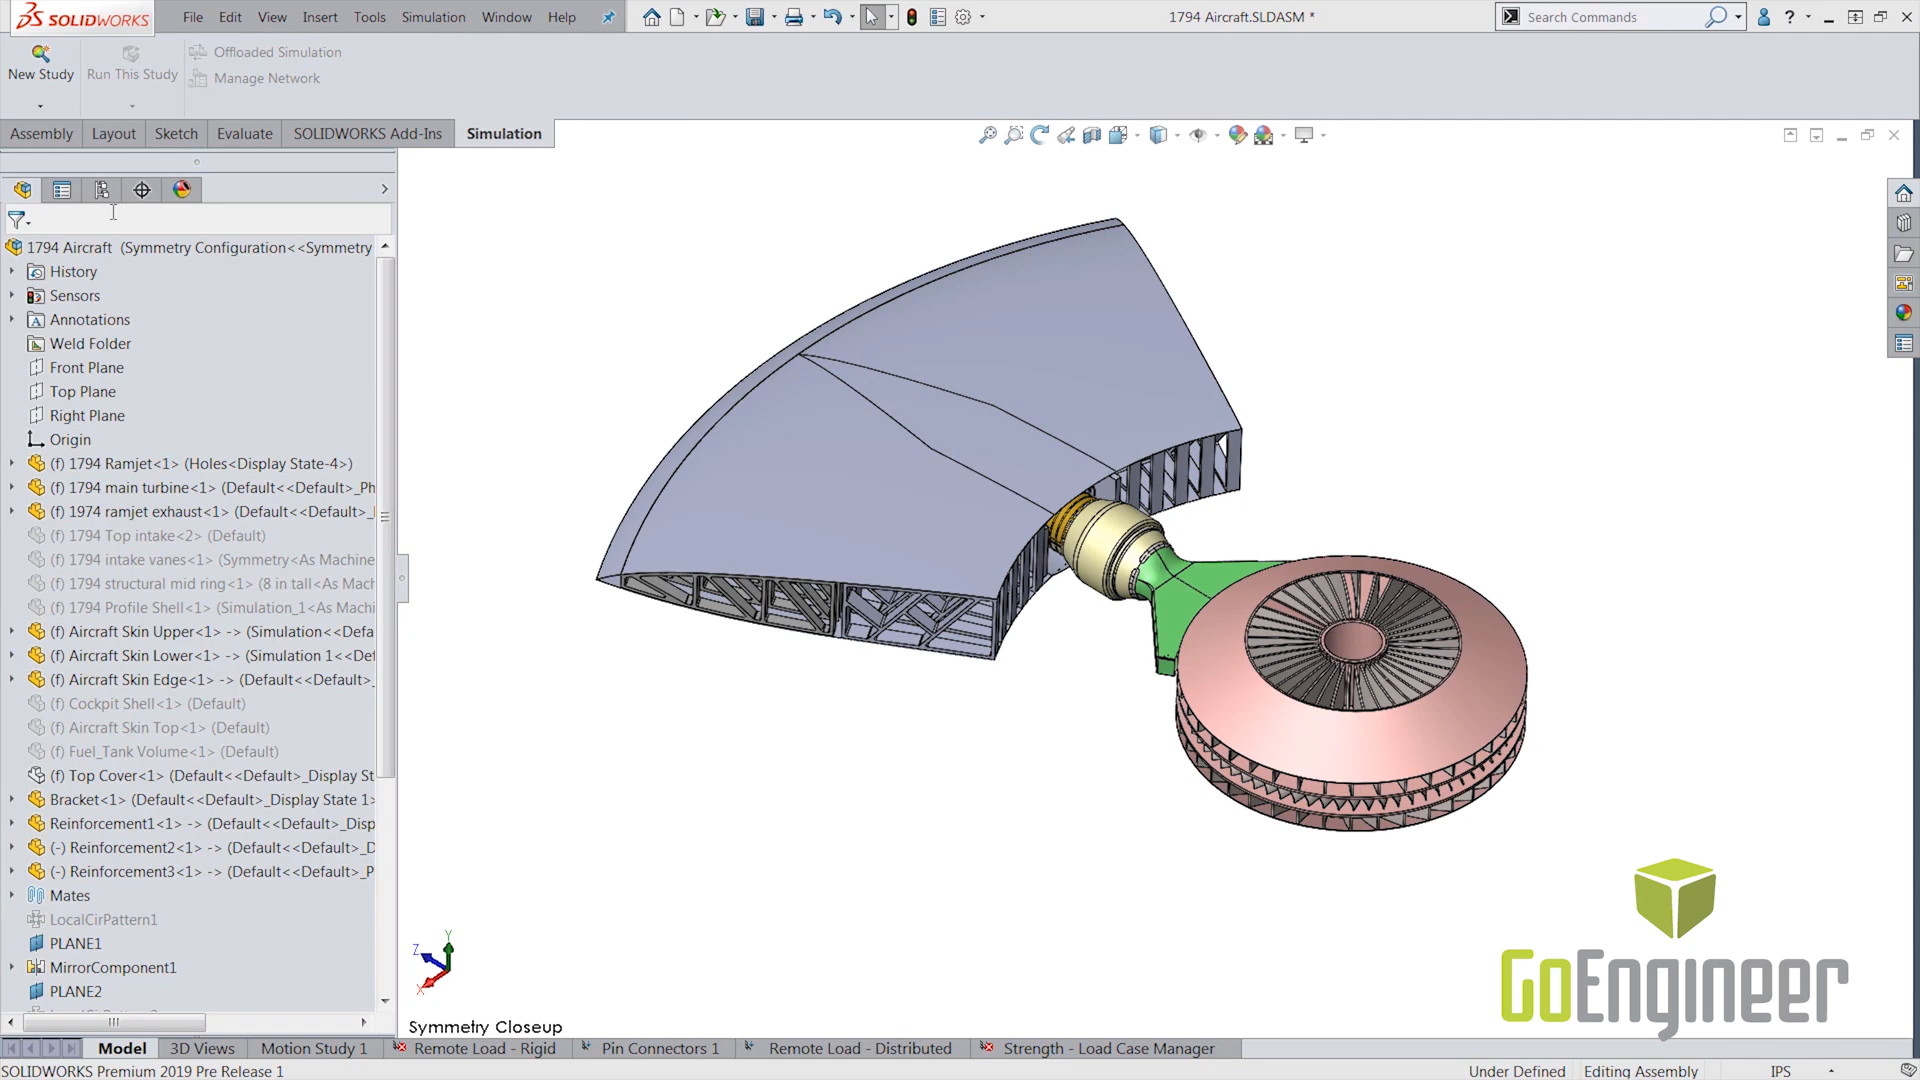 SOLIDWORKS File Edit View Insert Tools Simulation Window Help 1794 Aircraft.SLDASM * Search Commands
New Study
Run This Study
Offloaded Simulation
Manage Network
Assembly Layout Sketch Evaluate SOLIDWORKS Add-Ins Simulation
1794 Aircraft (Symmetry Configuration<<Symmetry
History
Sensors
Annotations
Weld Folder
Front Plane
Top Plane
Right Plane
Origin
(f) 1794 Ramjet<1> (Holes<Display State-4>)
(f) 1794 main turbine<1> (Default<<Default>_Ph
(f) 1974 ramjet exhaust<1> (Default<<Default>_
(f) 1794 Top intake<2> (Default)
(f) 1794 intake vanes<1> (Symmetry<As Machine
(f) 1794 structural mid ring<1> (8 in tall<As Mach
(f) 1794 Profile Shell<1> (Simulation_1<As Machi
(f) Aircraft Skin Upper<1> -> (Simulation<<Defa
(f) Aircraft Skin Lower<1> -> (Simulation 1<<Def
(f) Aircraft Skin Edge<1> -> (Default<<Default>_
(f) Cockpit Shell<1> (Default)
(f) Aircraft Skin Top<1> (Default)
(f) Fuel_Tank Volume<1> (Default)
(f) Top Cover<1> (Default<<Default>_Display St
Bracket<1> (Default<<Default>_Display State 1>
Reinforcement1<1> -> (Default<<Default>_Disp
(-) Reinforcement2<1> -> (Default<<Default>_D
(-) Reinforcement3<1> -> (Default<<Default>_P
Mates
LocalCirPattern1
PLANE1
MirrorComponent1
PLANE2
Y
Z
X
Symmetry Closeup
GoEngineer
Model 3D Views Motion Study 1 Remote Load - Rigid Pin Connectors 1 Remote Load - Distributed Strength - Load Case Manager
SOLIDWORKS Premium 2019 Pre Release 1 Under Defined Editing Assembly IPS